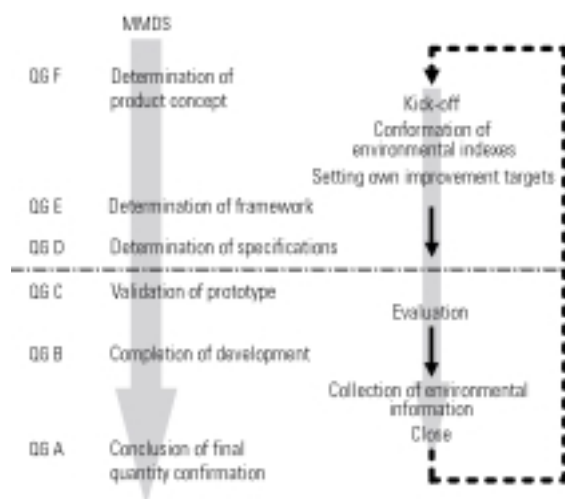 MMDS
QG F
Determination of
product concept
QG E
Determination of framework
QG D
Determination of specifications
QG C
Validation of prototype
QG B
Completion of development
QG A
Conclusion of final
quantity confirmation
Kick-off
Conformation of
environmental indexes
Setting own improvement targets
Evaluation
Collection of environmental
information
Close